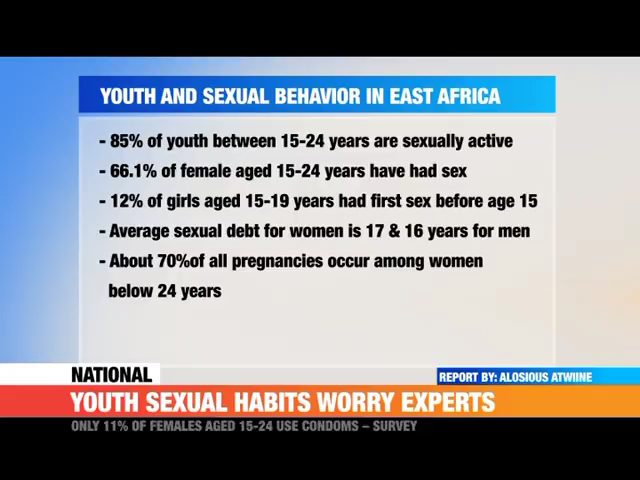 YOUTH AND SEXUAL BEHAVIOR IN EAST AFRICA
- 85% of youth between 15-24 years are sexually active
- 66.1% of female aged 15-24 years have had sex
- 12% of girls aged 15-19 years had first sex before age 15
- Average sexual debt for women is 17 & 16 years for men
- About 70%of all pregnancies occur among women
below 24 years
NATIONAL
REPORT BY: ALOSIOUS ATWIINE
YOUTH SEXUAL HABITS WORRY EXPERTS
ONLY 11% OF FEMALES AGED 15-24 USE CONDOMS – SURVEY